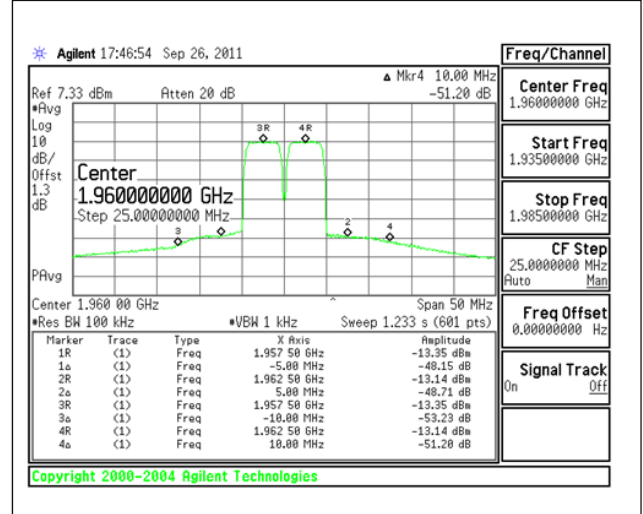 Agilent 17:46:54 Sep 26, 2011
Freq/Channel
Δ Mkr4 10.00 MHz
Ref 7.33 dBm Atten 20 dB -51.20 dB
#Avg
Log
10
dB/
Offst
1.3
dB
PAvg
3R 4R
Center
1.960000000 GHz
Step 25.00000000 MHz
3 2 4
Center 1.960 00 GHz Span 50 MHz
#Res BW 100 kHz #VBW 1 kHz Sweep 1.233 s (601 pts)
Marker Trace Type X Axis Amplitude
1R (1) Freq 1.957 50 GHz -13.35 dBm
1Δ (1) Freq -5.00 MHz -48.15 dB
2R (1) Freq 1.962 50 GHz -13.14 dBm
2Δ (1) Freq 5.00 MHz -48.71 dB
3R (1) Freq 1.957 50 GHz -13.35 dBm
3Δ (1) Freq -10.00 MHz -53.23 dB
4R (1) Freq 1.962 50 GHz -13.14 dBm
4Δ (1) Freq 10.00 MHz -51.20 dB
Center Freq
1.96000000 GHz
Start Freq
1.93500000 GHz
Stop Freq
1.98500000 GHz
CF Step
25.0000000 MHz
Auto Man
Freq Offset
0.00000000 Hz
Signal Track
On Off
Copyright 2000-2004 Agilent Technologies